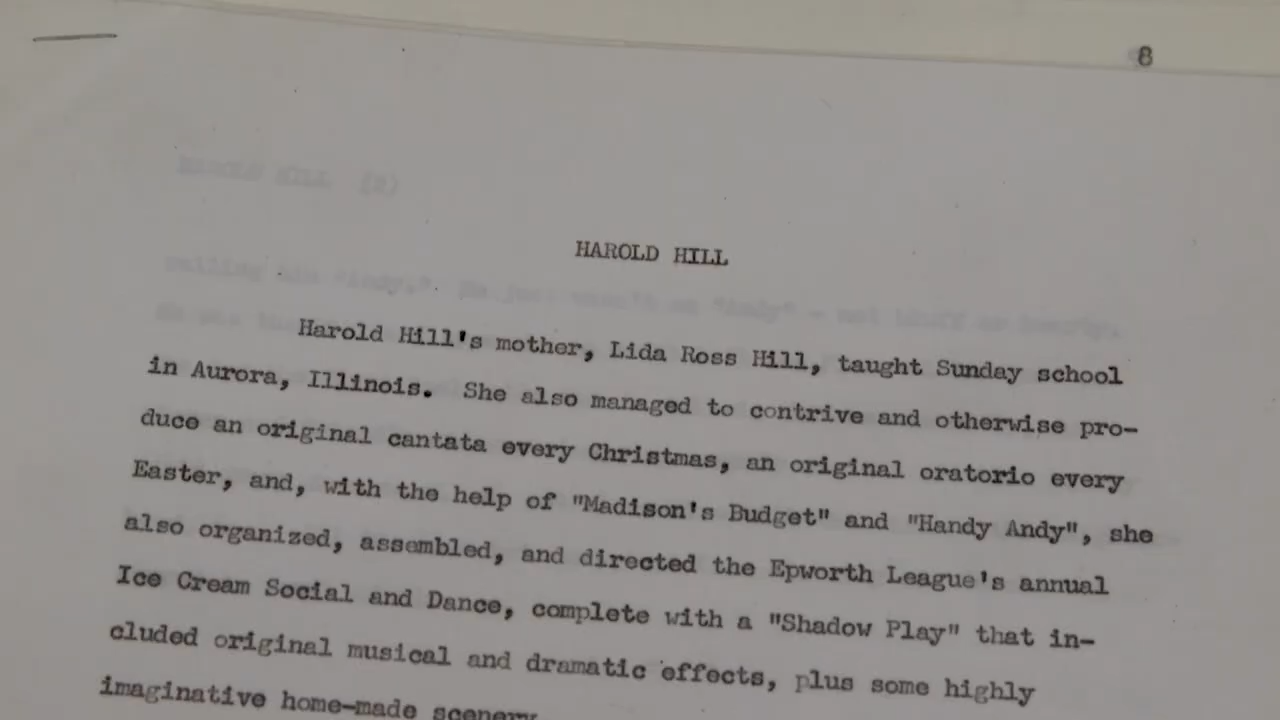 8
HAROLD HILL (2)
HAROLD HILL
Harold Hill's mother, Lida Ross Hill, taught Sunday school
in Aurora, Illinois. She also managed to contrive and otherwise pro-
duce an original cantata every Christmas, an original oratorio every
Easter, and, with the help of "Madison's Budget" and "Handy Andy", she
also organized, assembled, and directed the Epworth League's annual
Ice Cream Social and Dance, complete with a "Shadow Play" that in-
cluded original musical and dramatic effects, plus some highly
imaginative home-made scenery.